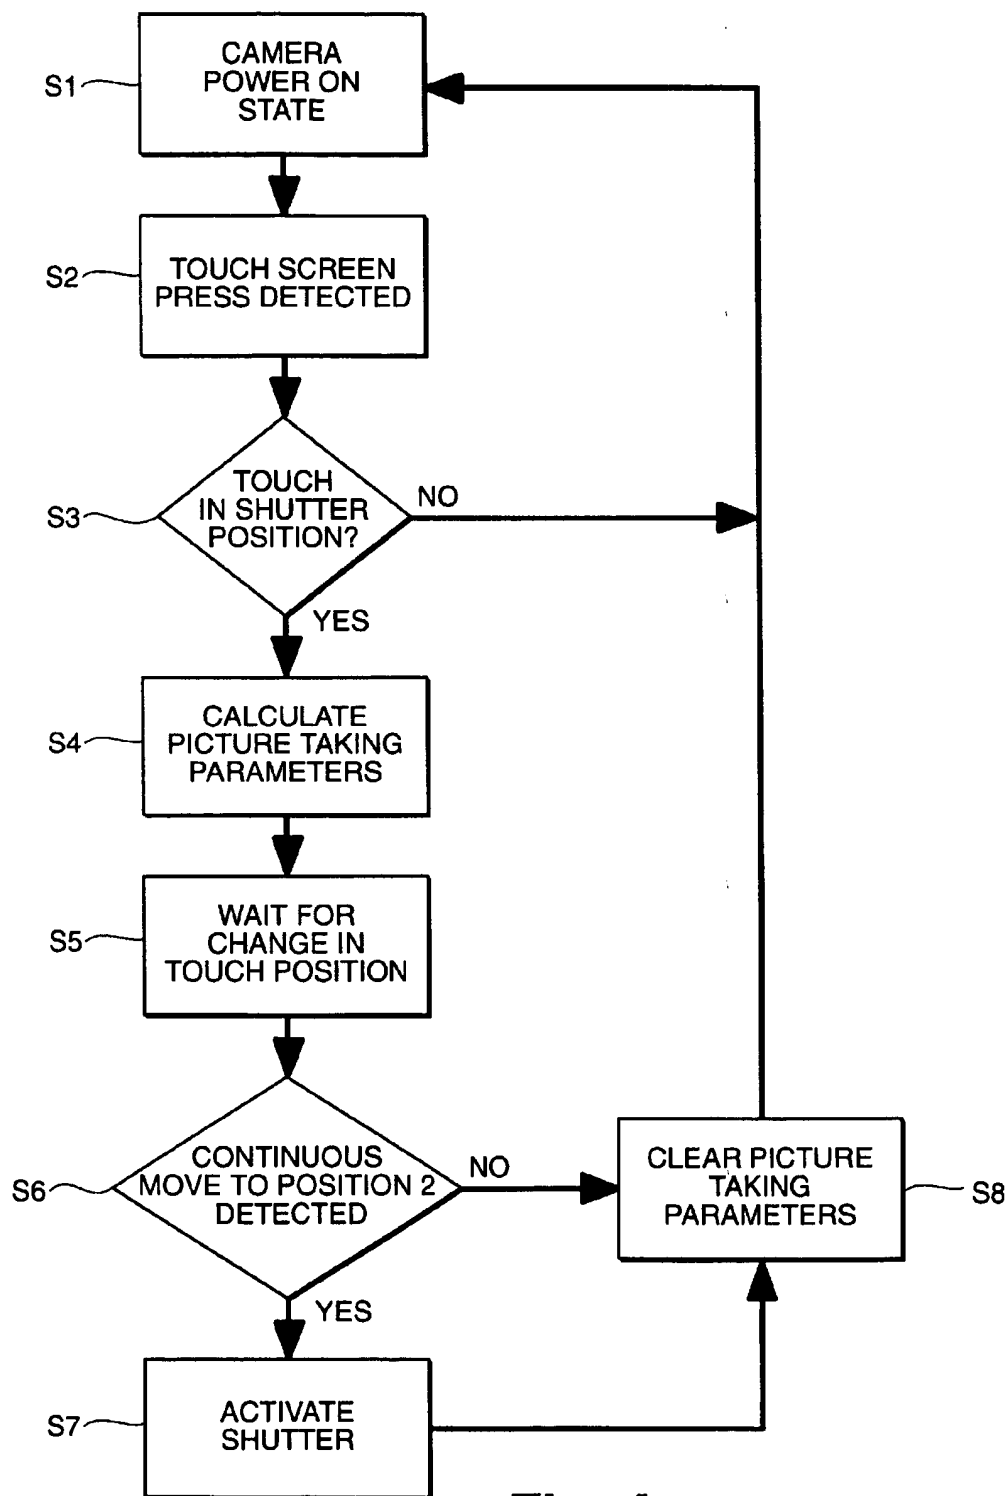 S1
CAMERA
POWER ON
STATE
S2
TOUCH SCREEN
PRESS DETECTED
S3
TOUCH
IN SHUTTER
POSITION?
NO
YES
S4
CALCULATE
PICTURE TAKING
PARAMETERS
S5
WAIT FOR
CHANGE IN
TOUCH POSITION
S6
CONTINUOUS
MOVE TO POSITION 2
DETECTED
NO
YES
CLEAR PICTURE
TAKING
PARAMETERS
S8
S7
ACTIVATE
SHUTTER